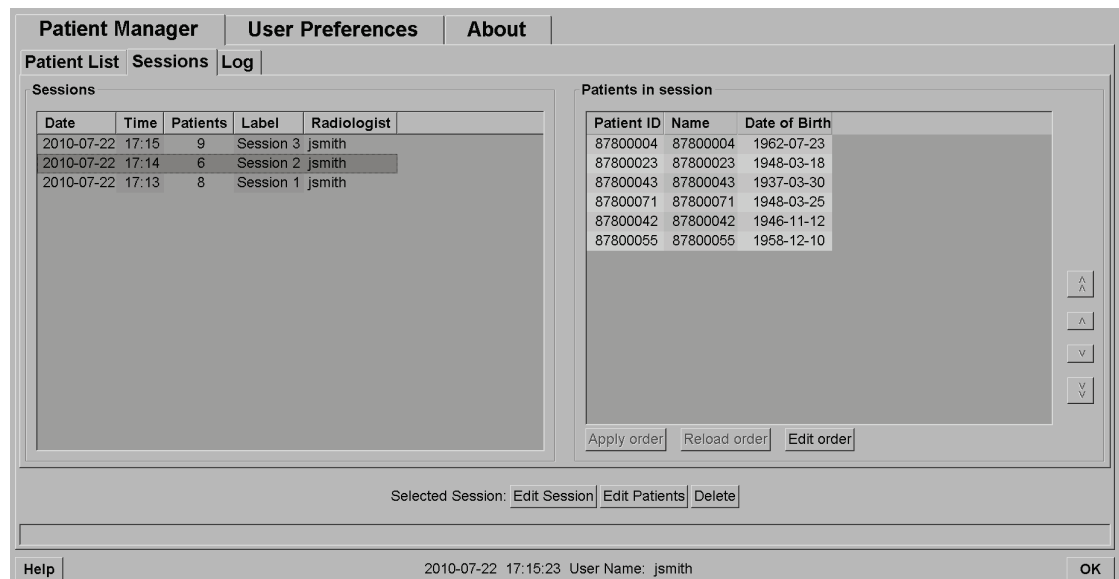 Patient Manager User Preferences About
Patient List Sessions Log
Sessions
Date Time Patients Label Radiologist
2010-07-22 17:15 9 Session 3 jsmith
2010-07-22 17:14 6 Session 2 jsmith
2010-07-22 17:13 8 Session 1 jsmith
Patients in session
Patient ID Name Date of Birth
87800004 87800004 1962-07-23
87800023 87800023 1948-03-18
87800043 87800043 1937-03-30
87800071 87800071 1948-03-25
87800042 87800042 1946-11-12
87800055 87800055 1958-12-10
Apply order Reload order Edit order
Selected Session: Edit Session Edit Patients Delete
Help 2010-07-22 17:15:23 User Name: jsmith OK